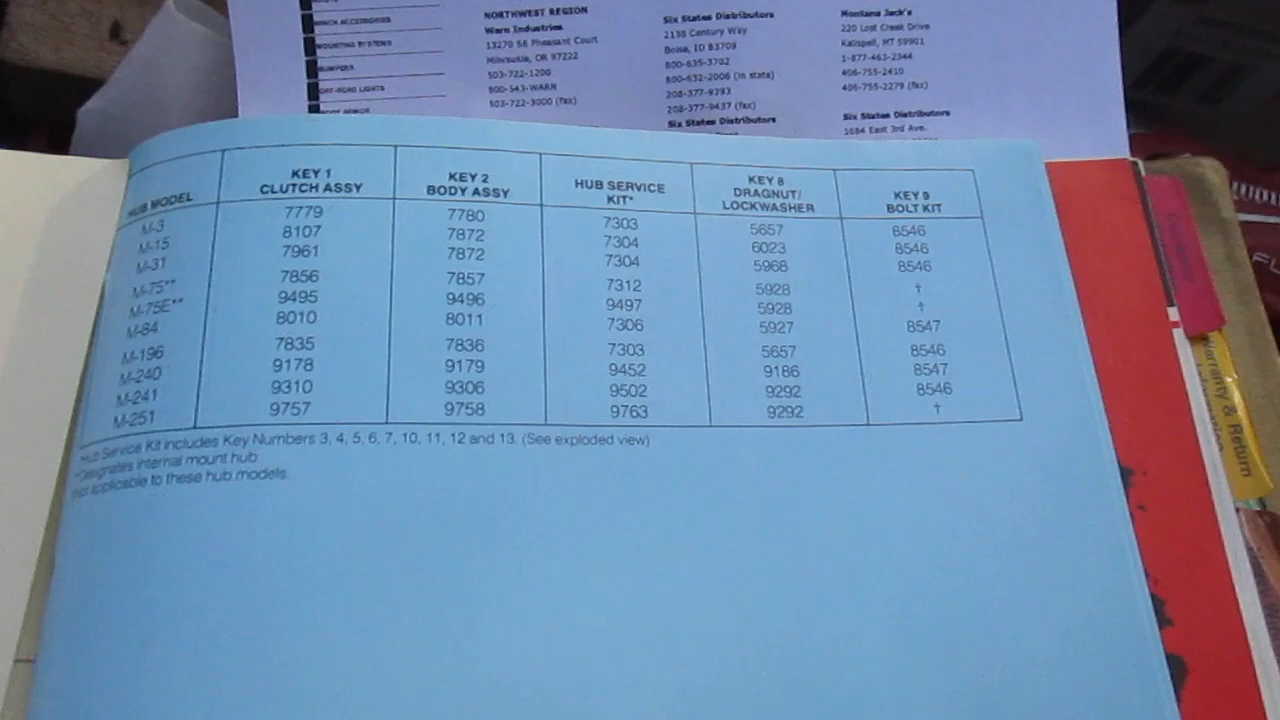 WINCH ACCESSORIES
MOUNTING SYSTEMS
BUMPERS
OFF-ROAD LIGHTS
NORTHWEST REGION
Warn Industries
13270 SE Pheasant Court
Milwaukie, OR 97222
503-722-1200
800-543-WARN
503-722-3000 (fax)
Six States Distributors
2138 Century Way
Boise, ID 83709
800-635-3702
800-632-2006 (in state)
208-377-9393
208-377-9437 (fax)
Six States Distributors
Montana Jack's
220 Lost Creek Drive
Kalispell, MT 59901
1-877-463-2344
406-755-2410
406-755-2279 (fax)
Six States Distributors
1084 East 3rd Ave.
HUB MODEL KEY 1 CLUTCH ASSY KEY 2 BODY ASSY HUB SERVICE KIT* KEY 8 DRAGNUT/ LOCKWASHER KEY 9 BOLT KIT
M-3 7779 7780 7303 5657 8546
M-15 8107 7872 7304 6023 8546
M-31 7961 7872 7304 5968 8546
M-75** 7856 7857 7312 5928 †
M-75E** 9495 9496 9497 5928 †
M-84 8010 8011 7306 5927 8547
M-196 7835 7836 7303 5657 8546
M-240 9178 9179 9452 9186 8547
M-241 9310 9306 9502 9292 8546
M-251 9757 9758 9763 9292 †
*Hub Service Kit includes Key Numbers 3, 4, 5, 6, 7, 10, 11, 12 and 13. (See exploded view)
*Designates internal mount hub
applicable to these hub models.
Warranty & Return